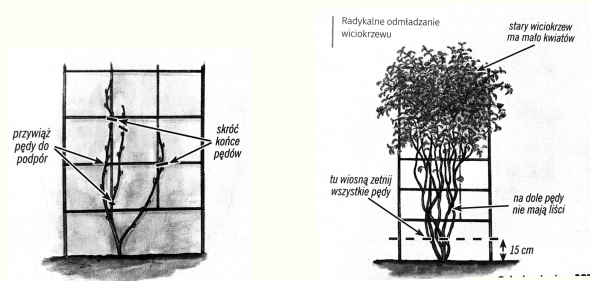 przywiąż
pędy do
podpór
skróć
końce
pędów
Radykalne odmładzanie
wiciokrzewu
stary wiciokrzew
ma mało kwiatów
tu wiosną zetnij
wszystkie pędy
na dole pędy
nie mają liści
15 cm